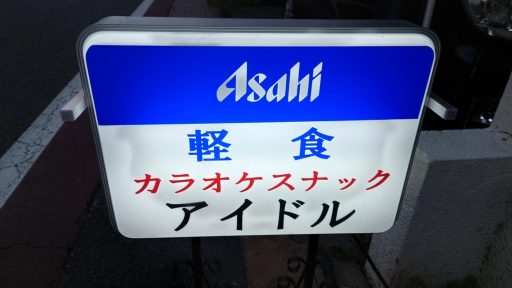 Asahi
軽食
カラオケスナック
アイドル